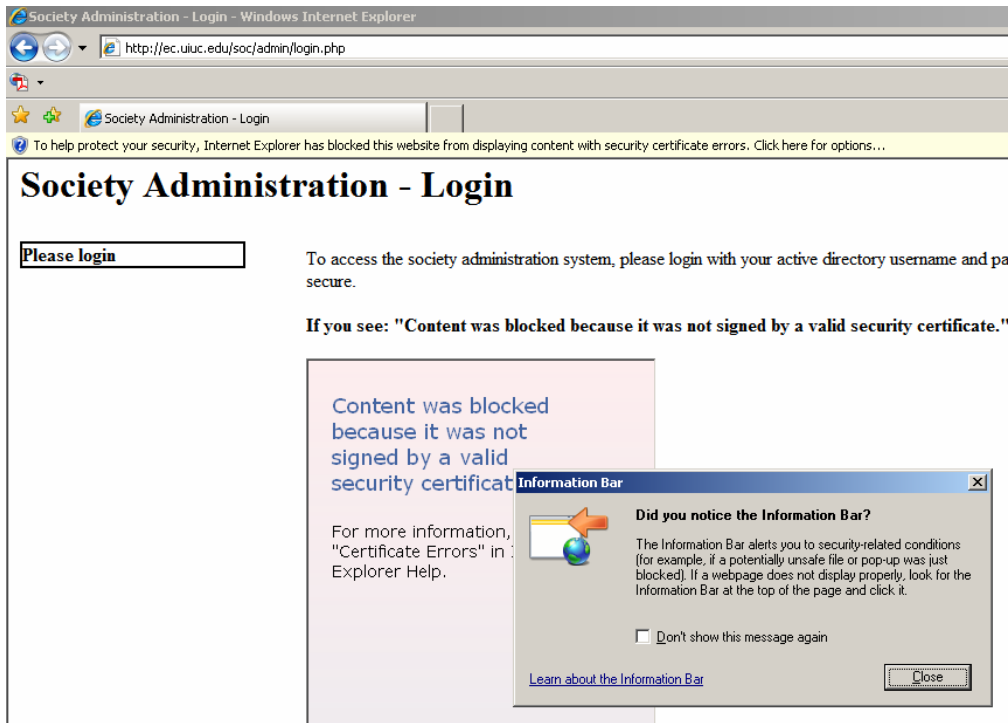 Society Administration - Login - Windows Internet Explorer
http://ec.uiuc.edu/soc/admin/login.php
Society Administration - Login
To help protect your security, Internet Explorer has blocked this website from displaying content with security certificate errors. Click here for options...
Society Administration - Login
Please login
To access the society administration system, please login with your active directory username and pa
secure.
If you see: "Content was blocked because it was not signed by a valid security certificate."
Content was blocked
because it was not
signed by a valid
security certificat
For more information,
"Certificate Errors" in
Explorer Help.
Information Bar
Did you notice the Information Bar?
The Information Bar alerts you to security-related conditions
(for example, if a potentially unsafe file or pop-up was just
blocked). If a webpage does not display properly, look for the
Information Bar at the top of the page and click it.
Don't show this message again
Learn about the Information Bar
Close